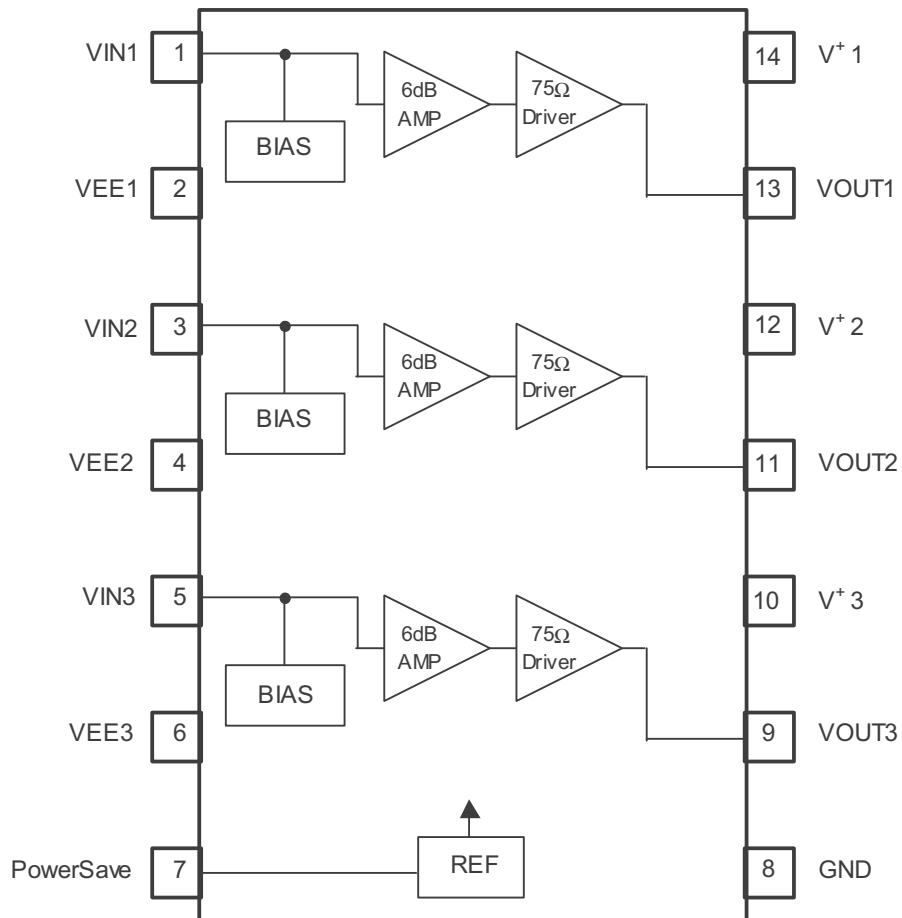 VIN1 1
6dB
AMP
75Ω
Driver
14 V+1
BIAS
VEE1 2
13 VOUT1
VIN2 3
6dB
AMP
75Ω
Driver
12 V+2
BIAS
VEE2 4
11 VOUT2
VIN3 5
6dB
AMP
75Ω
Driver
10 V+3
BIAS
VEE3 6
9 VOUT3
PowerSave 7
REF
8 GND